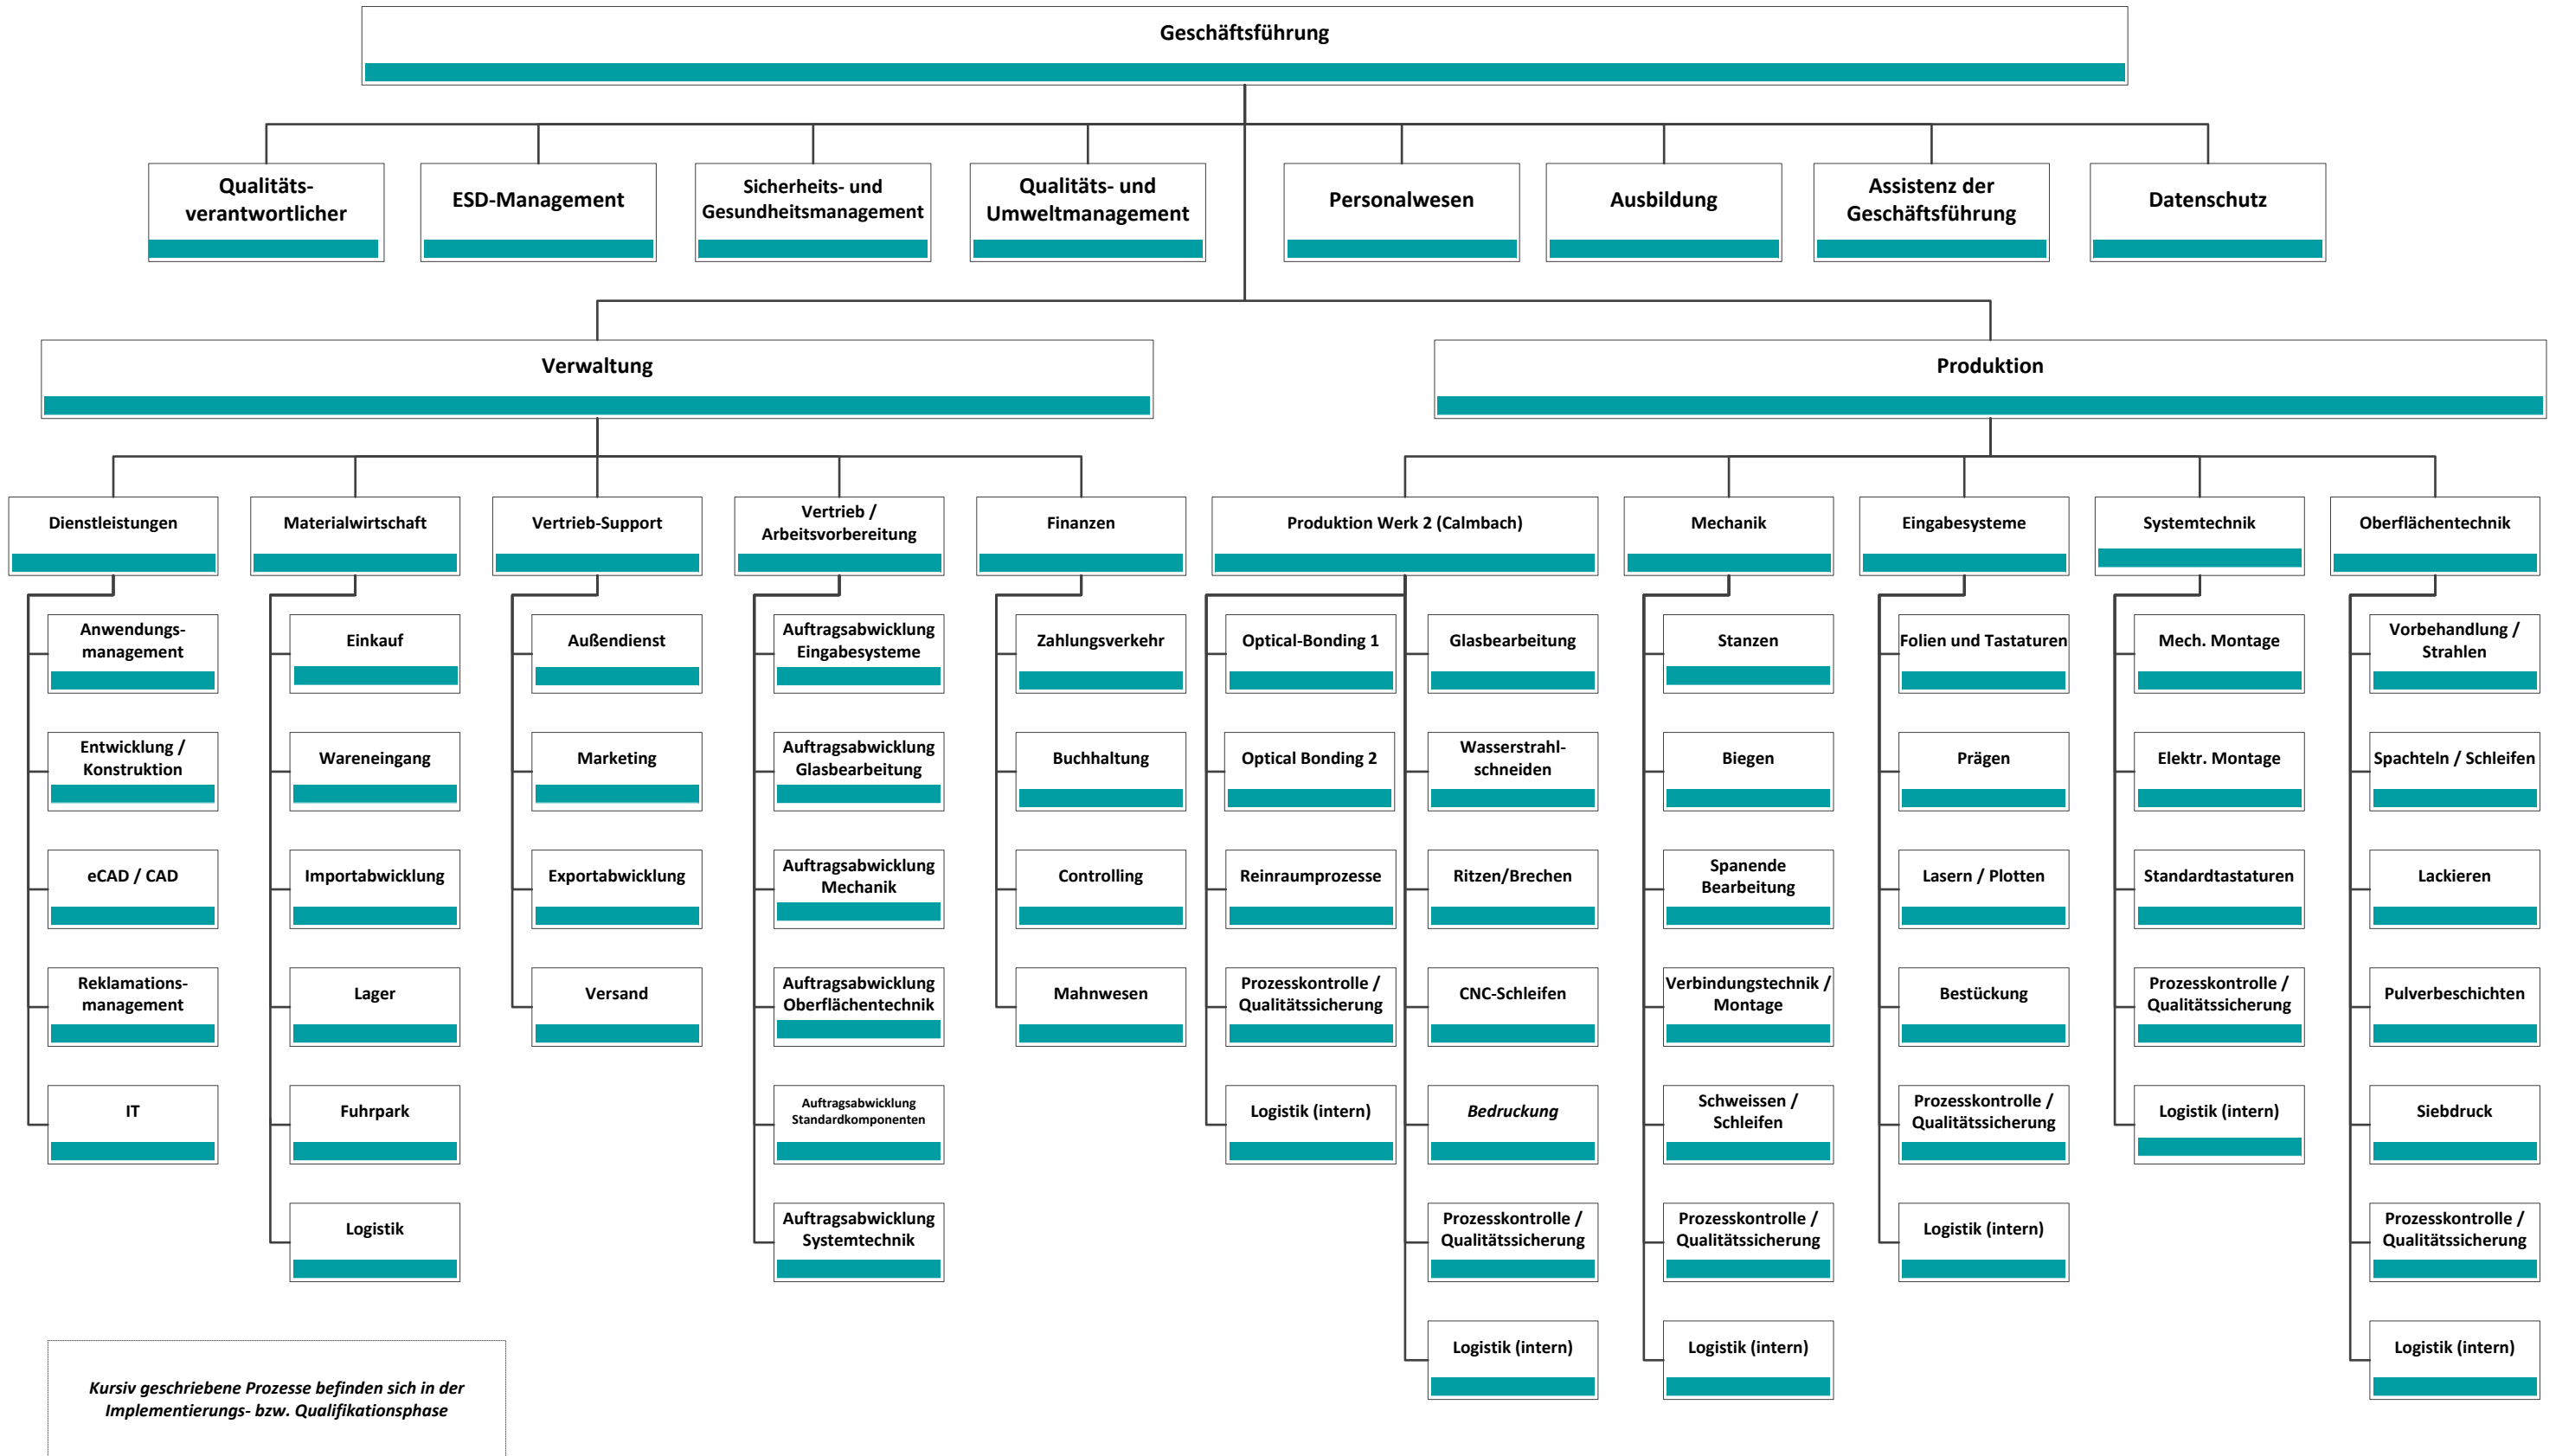 Geschäftsführung
Qualitäts-
verantwortlicher
ESD-Management
Sicherheits- und
Gesundheitsmanagement
Qualitäts- und
Umweltmanagement
Personalwesen
Ausbildung
Assistenz der
Geschäftsführung
Datenschutz
Verwaltung
Produktion
Dienstleistungen
Materialwirtschaft
Vertrieb-Support
Vertrieb /
Arbeitsvorbereitung
Finanzen
Produktion Werk 2 (Calmbach)
Mechanik
Eingabesysteme
Systemtechnik
Oberflächentechnik
Anwendungs-
management
Einkauf
Außendienst
Auftragsabwicklung
Eingabesysteme
Zahlungsverkehr
Optical-Bonding 1
Glasbearbeitung
Stanzen
Folien und Tastaturen
Mech. Montage
Vorbehandlung /
Strahlen
Entwicklung /
Konstruktion
Wareneingang
Marketing
Auftragsabwicklung
Glasbearbeitung
Buchhaltung
Optical Bonding 2
Wasserstrahl-
schneiden
Biegen
Prägen
Elektr. Montage
Spachteln / Schleifen
eCAD / CAD
Importabwicklung
Exportabwicklung
Auftragsabwicklung
Mechanik
Controlling
Reinraumprozesse
Ritzen/Brechen
Spanende
Bearbeitung
Lasern / Plotten
Standardtastaturen
Lackieren
Reklamations-
management
Lager
Versand
Auftragsabwicklung
Oberflächentechnik
Mahnwesen
Prozesskontrolle /
Qualitätssicherung
CNC-Schleifen
Verbindungstechnik /
Montage
Bestückung
Prozesskontrolle /
Qualitätssicherung
Pulverbeschichten
IT
Fuhrpark
Auftragsabwicklung
Standardkomponenten
Logistik (intern)
Bedruckung
Schweissen /
Schleifen
Prozesskontrolle /
Qualitätssicherung
Logistik (intern)
Siebdruck
Logistik
Auftragsabwicklung
Systemtechnik
Prozesskontrolle /
Qualitätssicherung
Prozesskontrolle /
Qualitätssicherung
Logistik (intern)
Prozesskontrolle /
Qualitätssicherung
Logistik (intern)
Logistik (intern)
Logistik (intern)
Kursiv geschriebene Prozesse befinden sich in der
Implementierungs- bzw. Qualifikationsphase